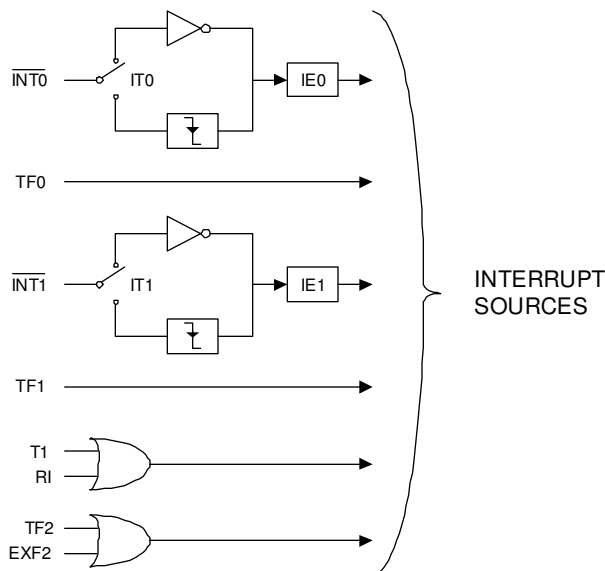 INT0
IT0
IE0
TF0
INT1
IT1
IE1
TF1
T1
RI
TF2
EXF2
INTERRUPT
SOURCES